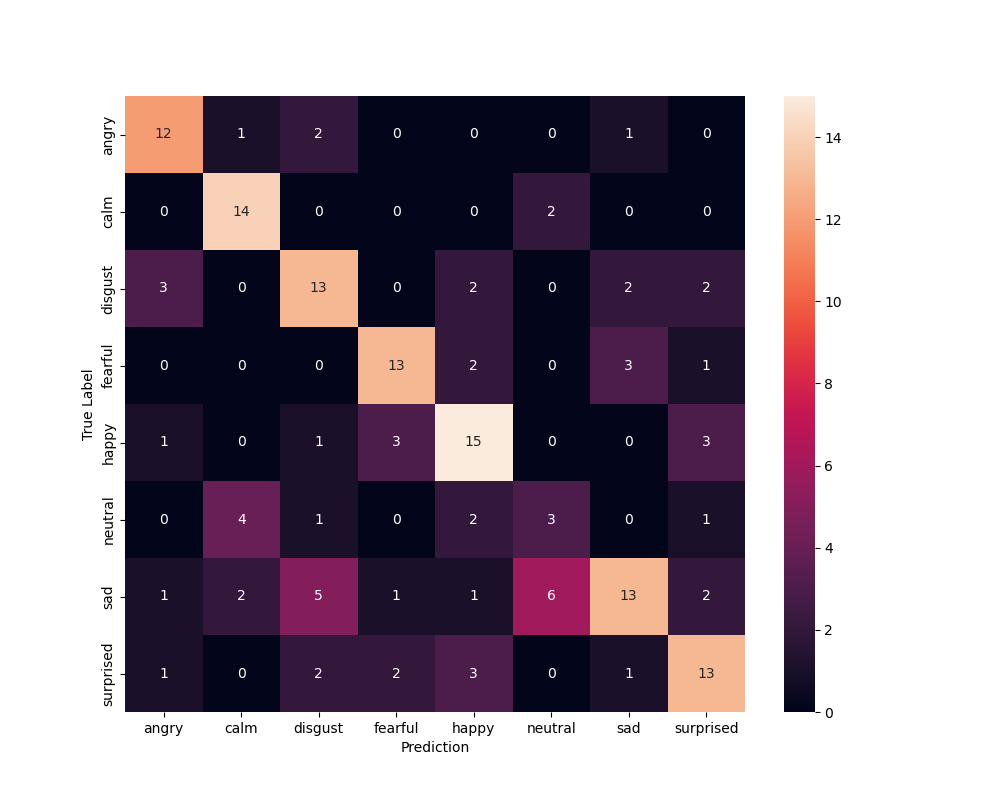 angry 12 1 2 0 0 0 1 0
calm 0 14 0 0 0 2 0 0
disgust 3 0 13 0 2 0 2 2
fearful 0 0 0 13 2 0 3 1
happy 1 0 1 3 15 0 0 3
neutral 0 4 1 0 2 3 0 1
sad 1 2 5 1 1 6 13 2
surprised 1 0 2 2 3 0 1 13
True Label
angry calm disgust fearful happy neutral sad surprised
Prediction
14
12
10
8
6
4
2
0